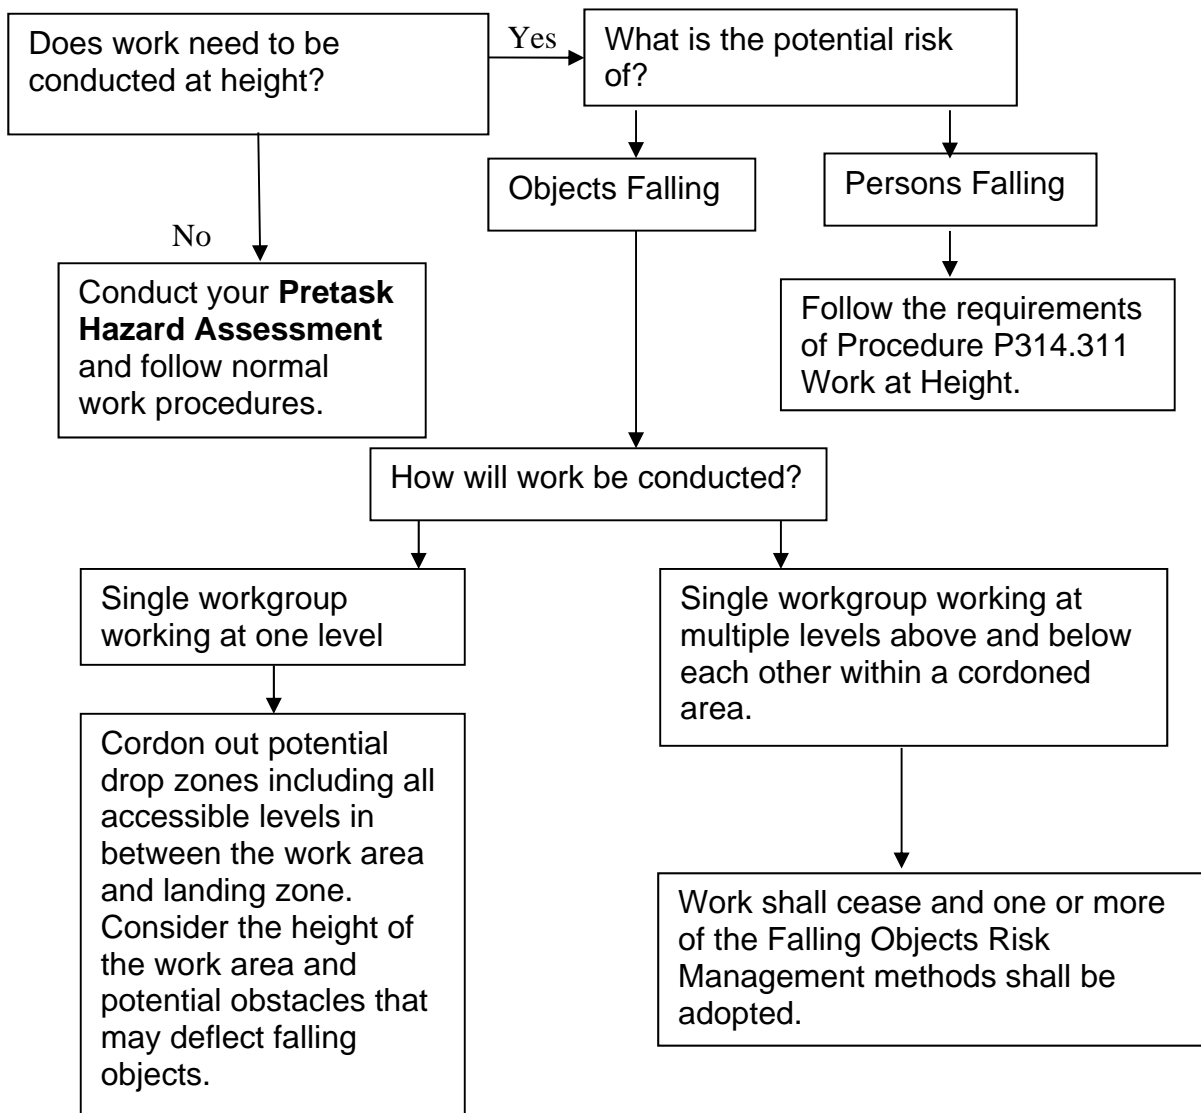 Does work need to be
conducted at height?
Yes
What is the potential risk
of?
Objects Falling
Persons Falling
No
Conduct your Pretask
Hazard Assessment
and follow normal
work procedures.
Follow the requirements
of Procedure P314.311
Work at Height.
How will work be conducted?
Single workgroup
working at one level
Single workgroup working at
multiple levels above and below
each other within a cordoned
area.
Cordon out potential
drop zones including all
accessible levels in
between the work area
and landing zone.
Consider the height of
the work area and
potential obstacles that
may deflect falling
objects.
Work shall cease and one or more
of the Falling Objects Risk
Management methods shall be
adopted.